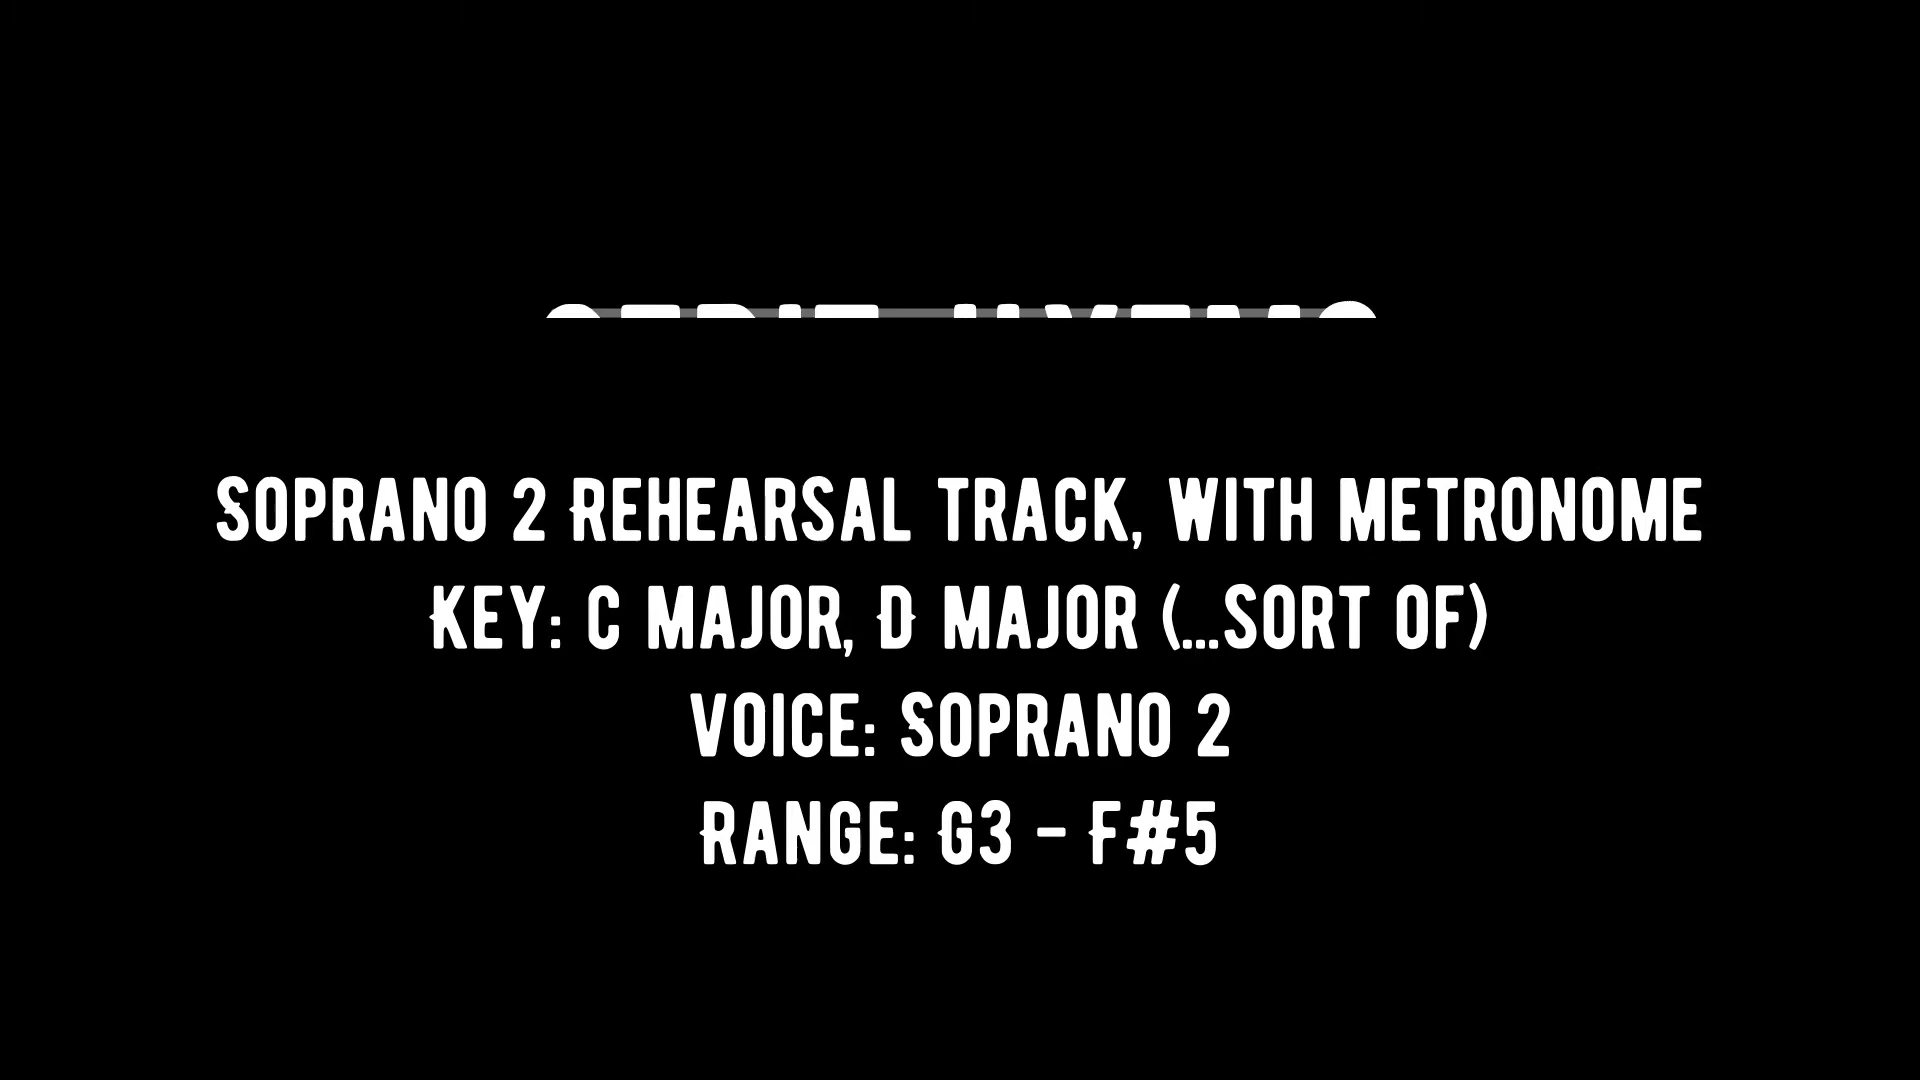 Soprano 2 Rehearsal Track, with metronome
Key: C Major, D Major (...sort of)
Voice: Soprano 2
Range: G3 - F#5